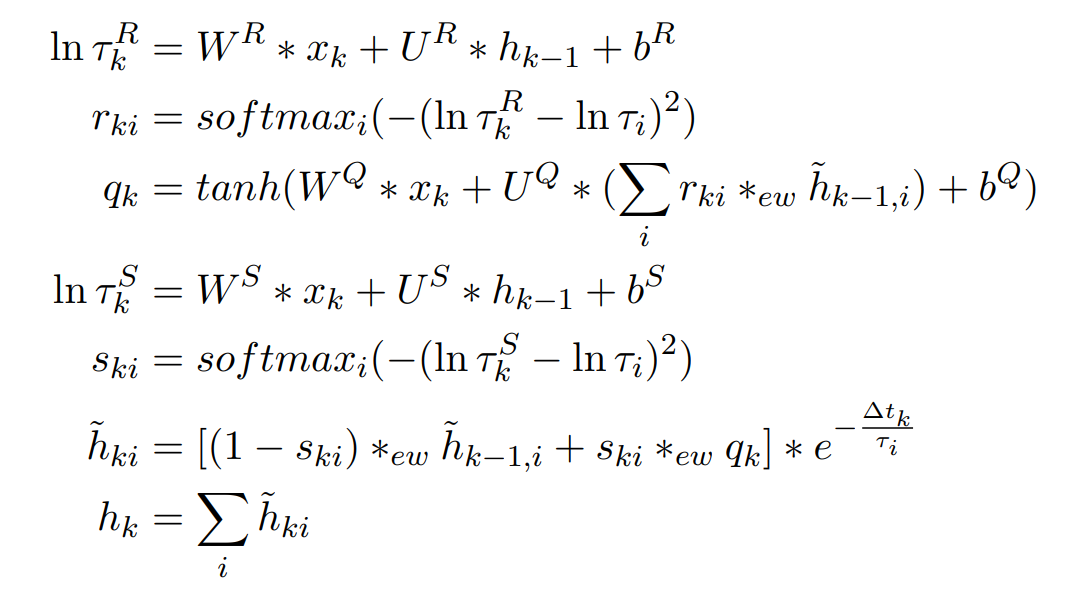 ln τ_k^R = W^R * x_k + U^R * h_{k−1} + b^R
r_{ki} = softmax_i(−(ln τ_k^R − ln τ_i)^2)
q_k = tanh(W^Q * x_k + U^Q * (∑_i r_{ki} *_{ew} h̃_{k−1,i}) + b^Q)
ln τ_k^S = W^S * x_k + U^S * h_{k−1} + b^S
s_{ki} = softmax_i(−(ln τ_k^S − ln τ_i)^2)
h̃_{ki} = [(1 − s_{ki}) *_{ew} h̃_{k−1,i} + s_{ki} *_{ew} q_k] * e^{−Δt_k/τ_i}
h_k = ∑_i h̃_{ki}